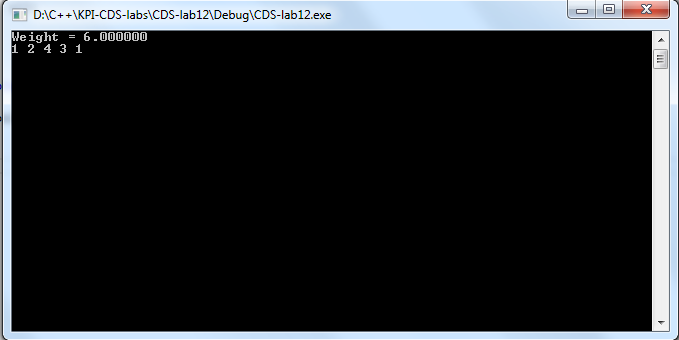 D:\C++\KPI-CDS-labs\CDS-lab12\Debug\CDS-lab12.exe
Weight = 6.000000
1 2 4 3 1